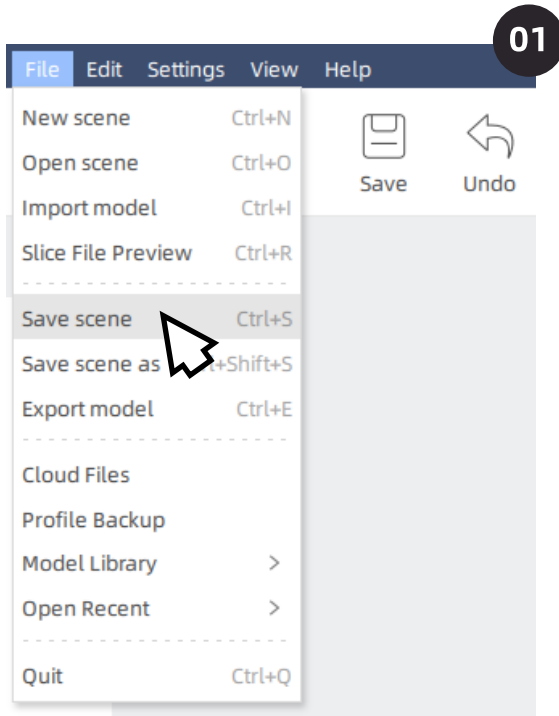 01
File Edit Settings View Help
New scene Ctrl+N
Open scene Ctrl+O
Import model Ctrl+I
Slice File Preview Ctrl+R
Save Undo
Save scene Ctrl+S
Save scene as +Shift+S
Export model Ctrl+E
Cloud Files
Profile Backup
Model Library >
Open Recent >
Quit Ctrl+Q